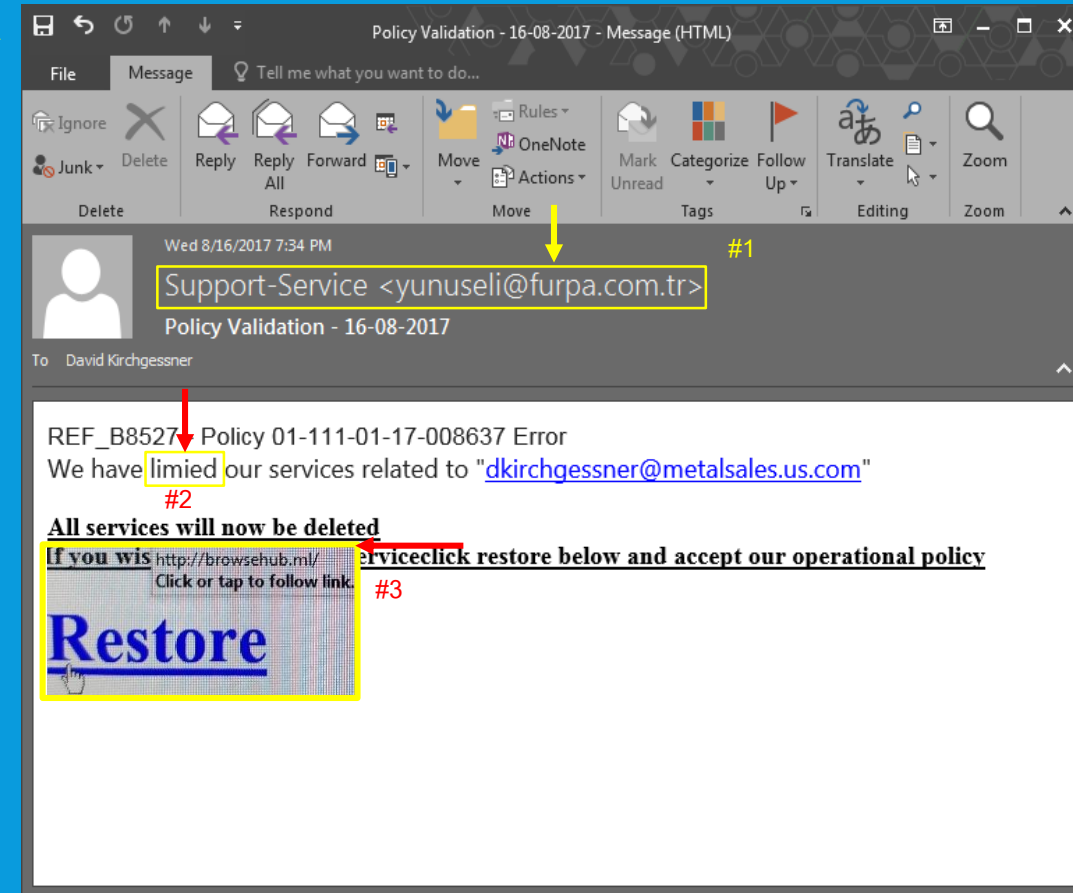 Policy Validation - 16-08-2017 - Message (HTML)
File Message Tell me what you want to do...
Ignore
Junk
Delete
Reply
Reply All
Forward
Move
Rules
OneNote
Actions
Mark Unread
Categorize
Follow Up
Translate
Zoom
Delete Respond Move Tags Editing Zoom
Wed 8/16/2017 7:34 PM
#1
Support-Service <yunuseli@furpa.com.tr>
Policy Validation - 16-08-2017
To David Kirchgessner
REF_B8527 Policy 01-111-01-17-008637 Error
We have limied our services related to "dkirchgessner@metalsales.us.com"
#2
All services will now be deleted
If you wis erviceclick restore below and accept our operational policy
http://browsehub.ml/
Click or tap to follow link.
#3
Restore